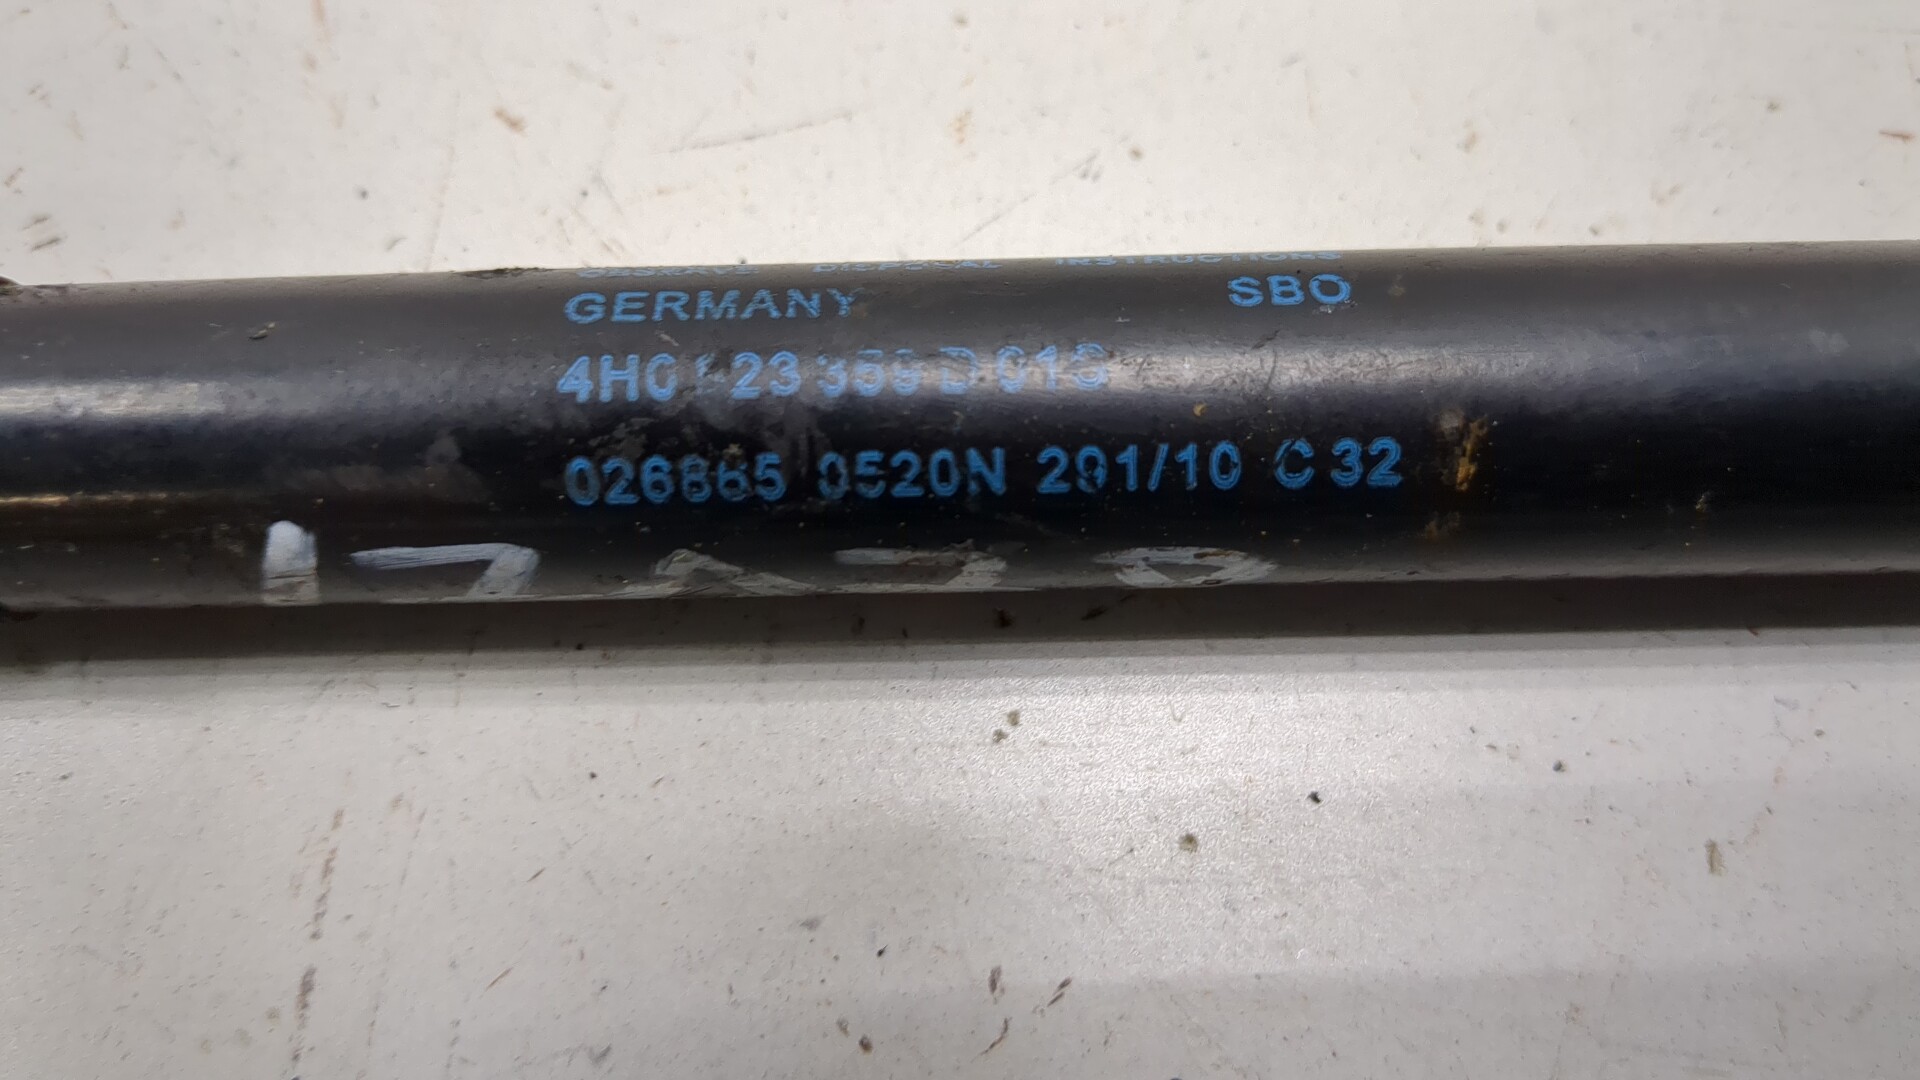 DISPOSAL INSTRUCTIONS
GERMANY SBO
4H0 823 359 D 01C
026865 0520N 291/10 C 32